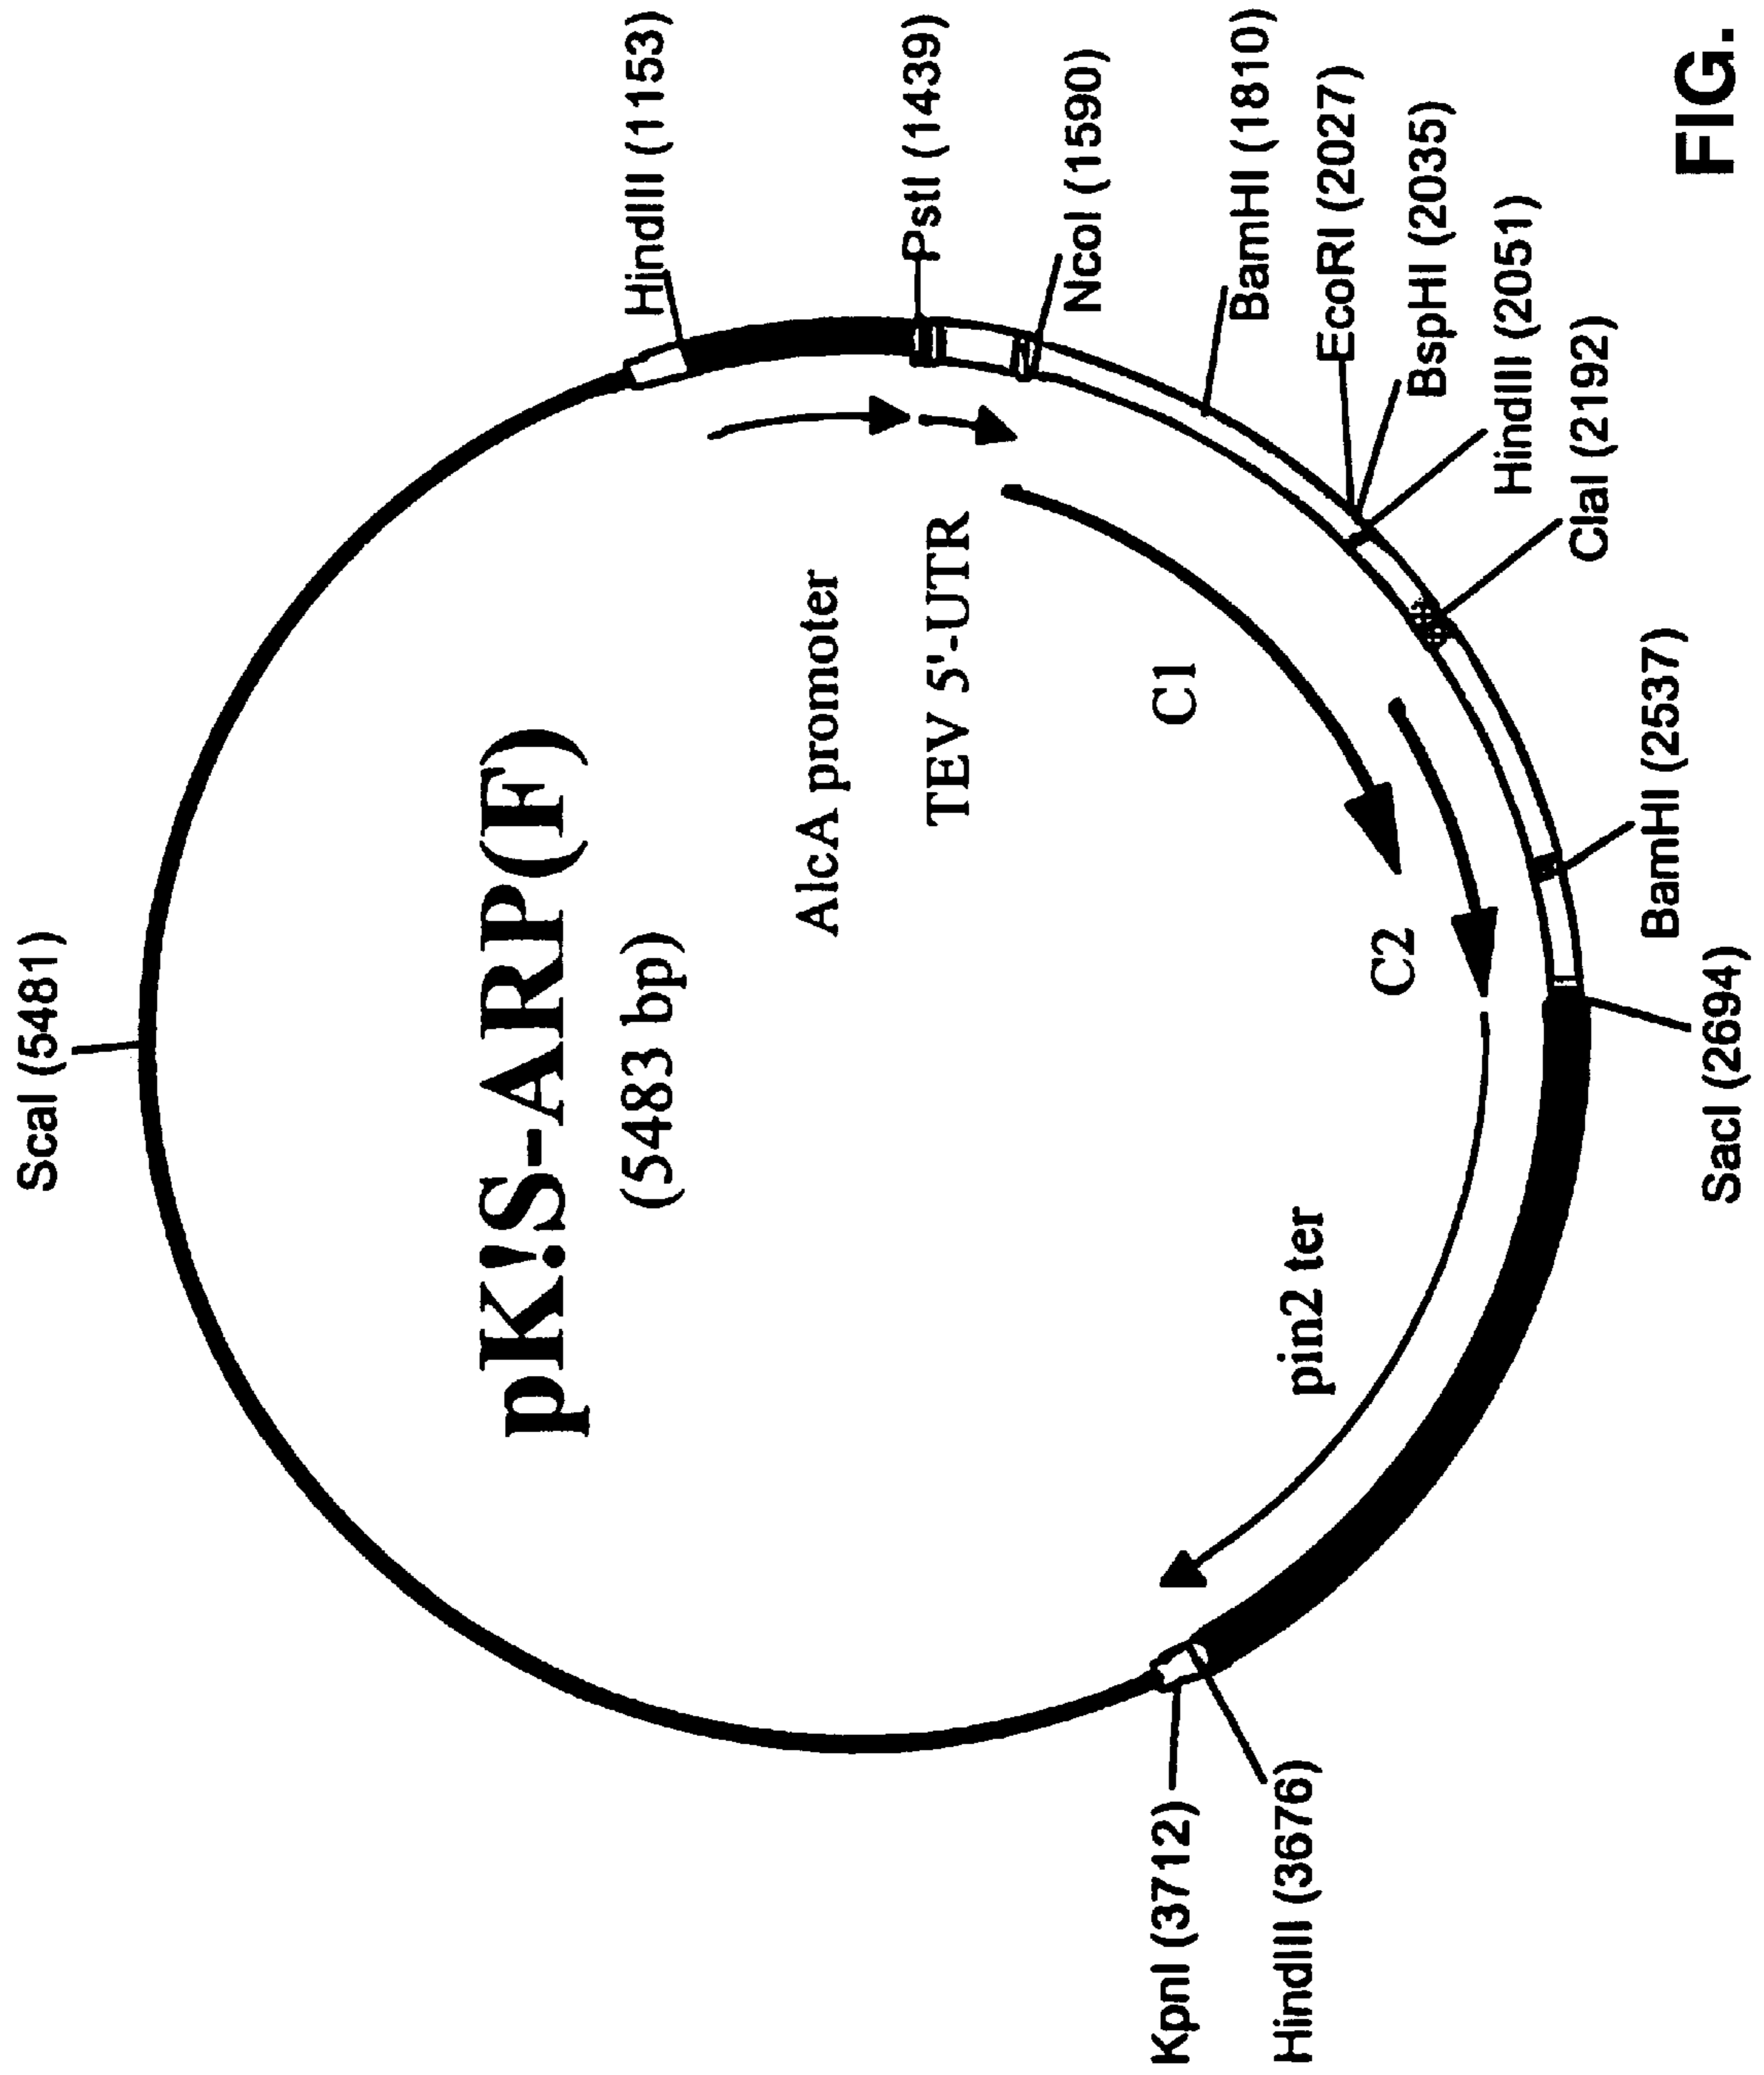 ScaI (5481)
HindIII (1153)
PstI (1439)
NcoI (1590)
BamHI (1810)
EcoRI (2027)
BspHI (2035)
HindIII (2051)
ClaI (2192)
BamHI (2537)
SacI (2694)
KpnI (3712)
HindIII (3676)
pK!S-ARP(F)
(5483 bp)
AlcA promoter
TEV 5'-UTR
C1
C2
pin2 ter
FIG.